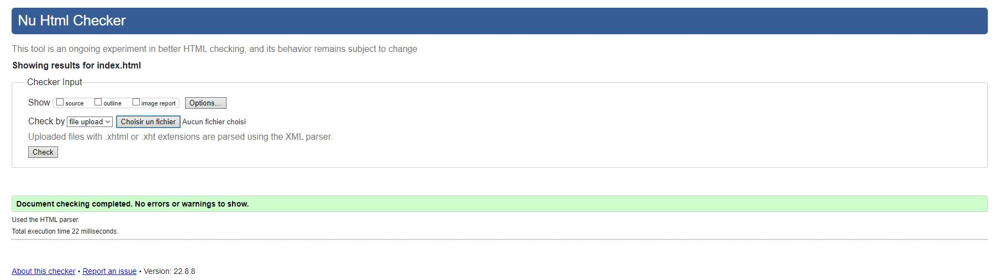 Nu Html Checker
This tool is an ongoing experiment in better HTML checking, and its behavior remains subject to change
Showing results for index.html
Checker Input
Show source outline image report Options...
Check by file upload Choisir un fichier Aucun fichier choisi
Uploaded files with .xhtml or .xht extensions are parsed using the XML parser.
Check
Document checking completed. No errors or warnings to show.
Used the HTML parser.
Total execution time 22 milliseconds.
About this checker • Report an issue • Version: 22.8.8